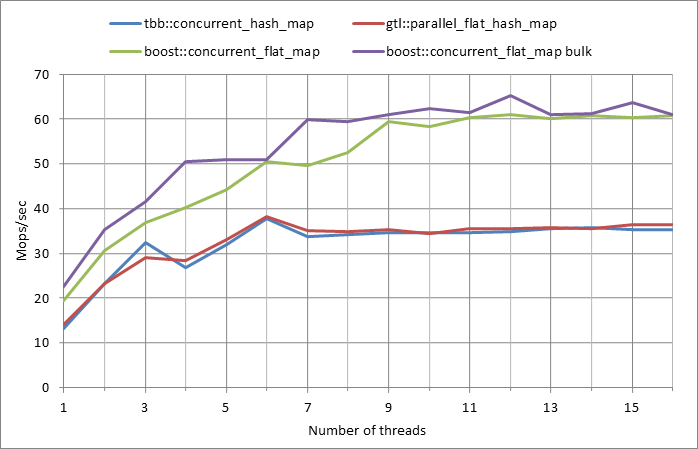 tbb::concurrent_hash_map gtl::parallel_flat_hash_map
boost::concurrent_flat_map boost::concurrent_flat_map bulk
70
60
50
40
30
20
10
0
Mops/sec
1 3 5 7 9 11 13 15
Number of threads